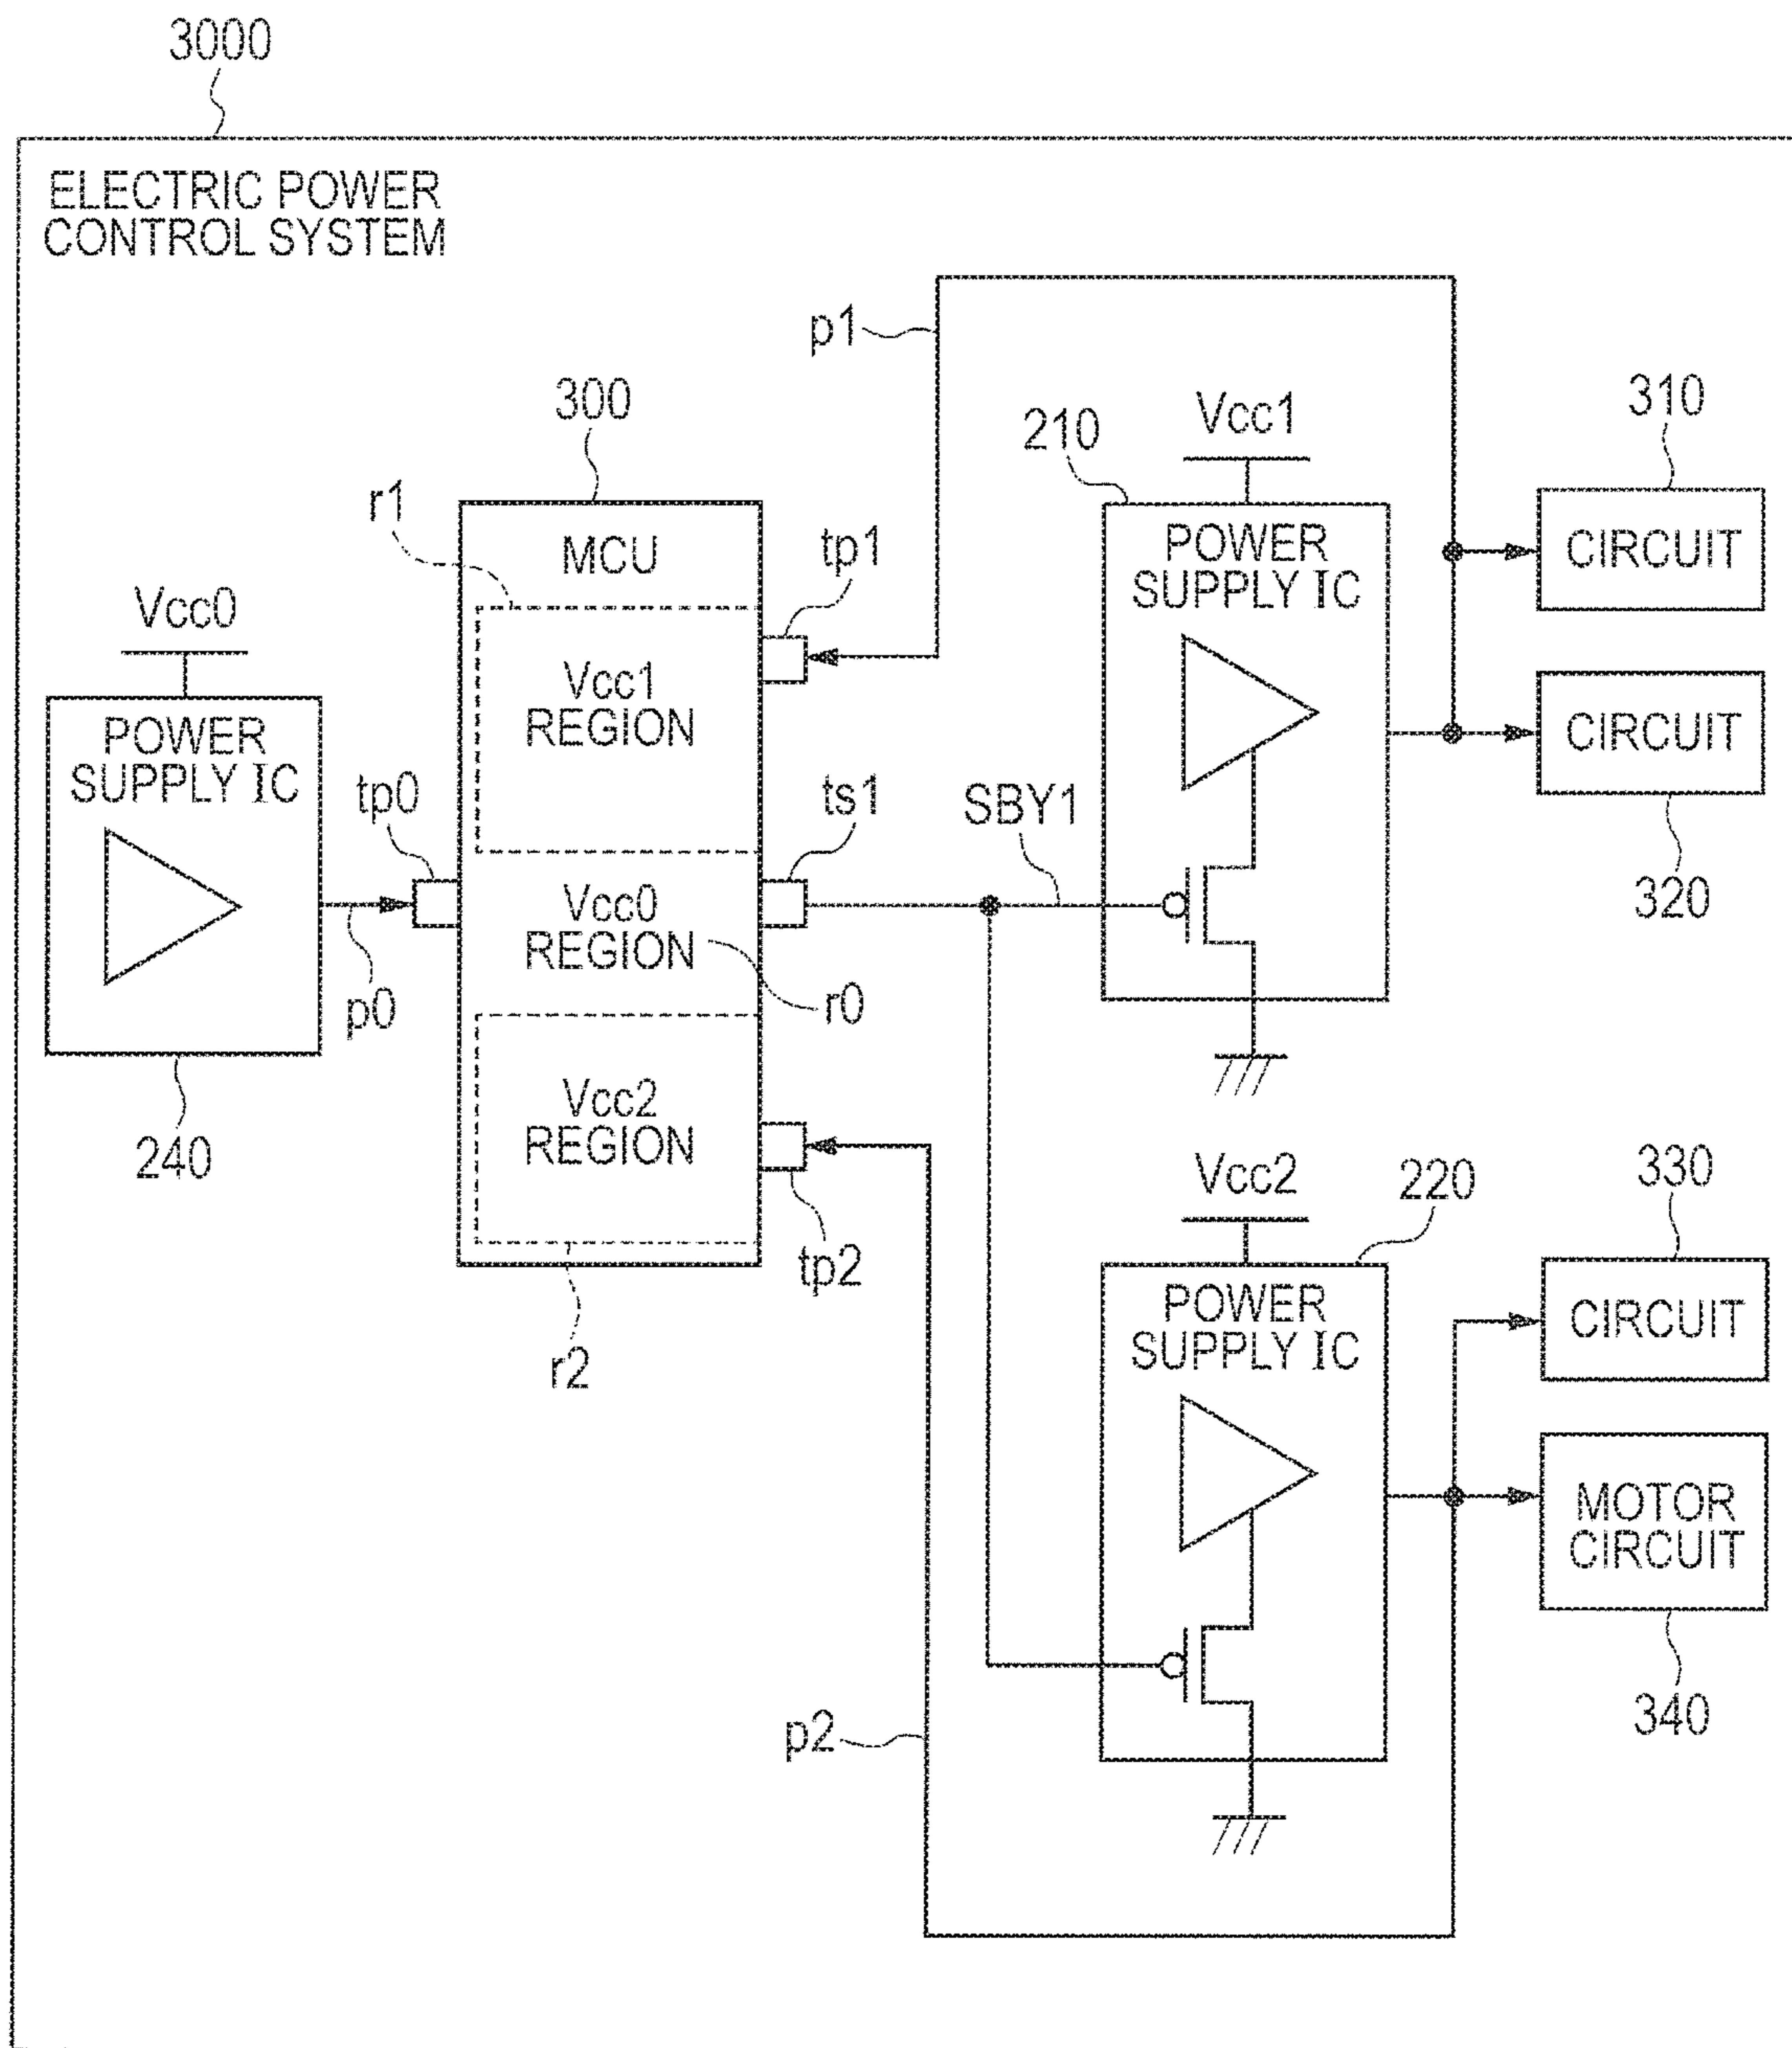 3000
ELECTRIC POWER
CONTROL SYSTEM
p1
300
r1
MCU
tp1
Vcc1
REGION
Vcc0
POWER
SUPPLY IC
tp0
p0
240
ts1
Vcc0
REGION
r0
Vcc2
REGION
tp2
r2
SBY1
210
Vcc1
POWER
SUPPLY IC
310
CIRCUIT
CIRCUIT
320
Vcc2
220
POWER
SUPPLY IC
330
CIRCUIT
MOTOR
CIRCUIT
340
p2